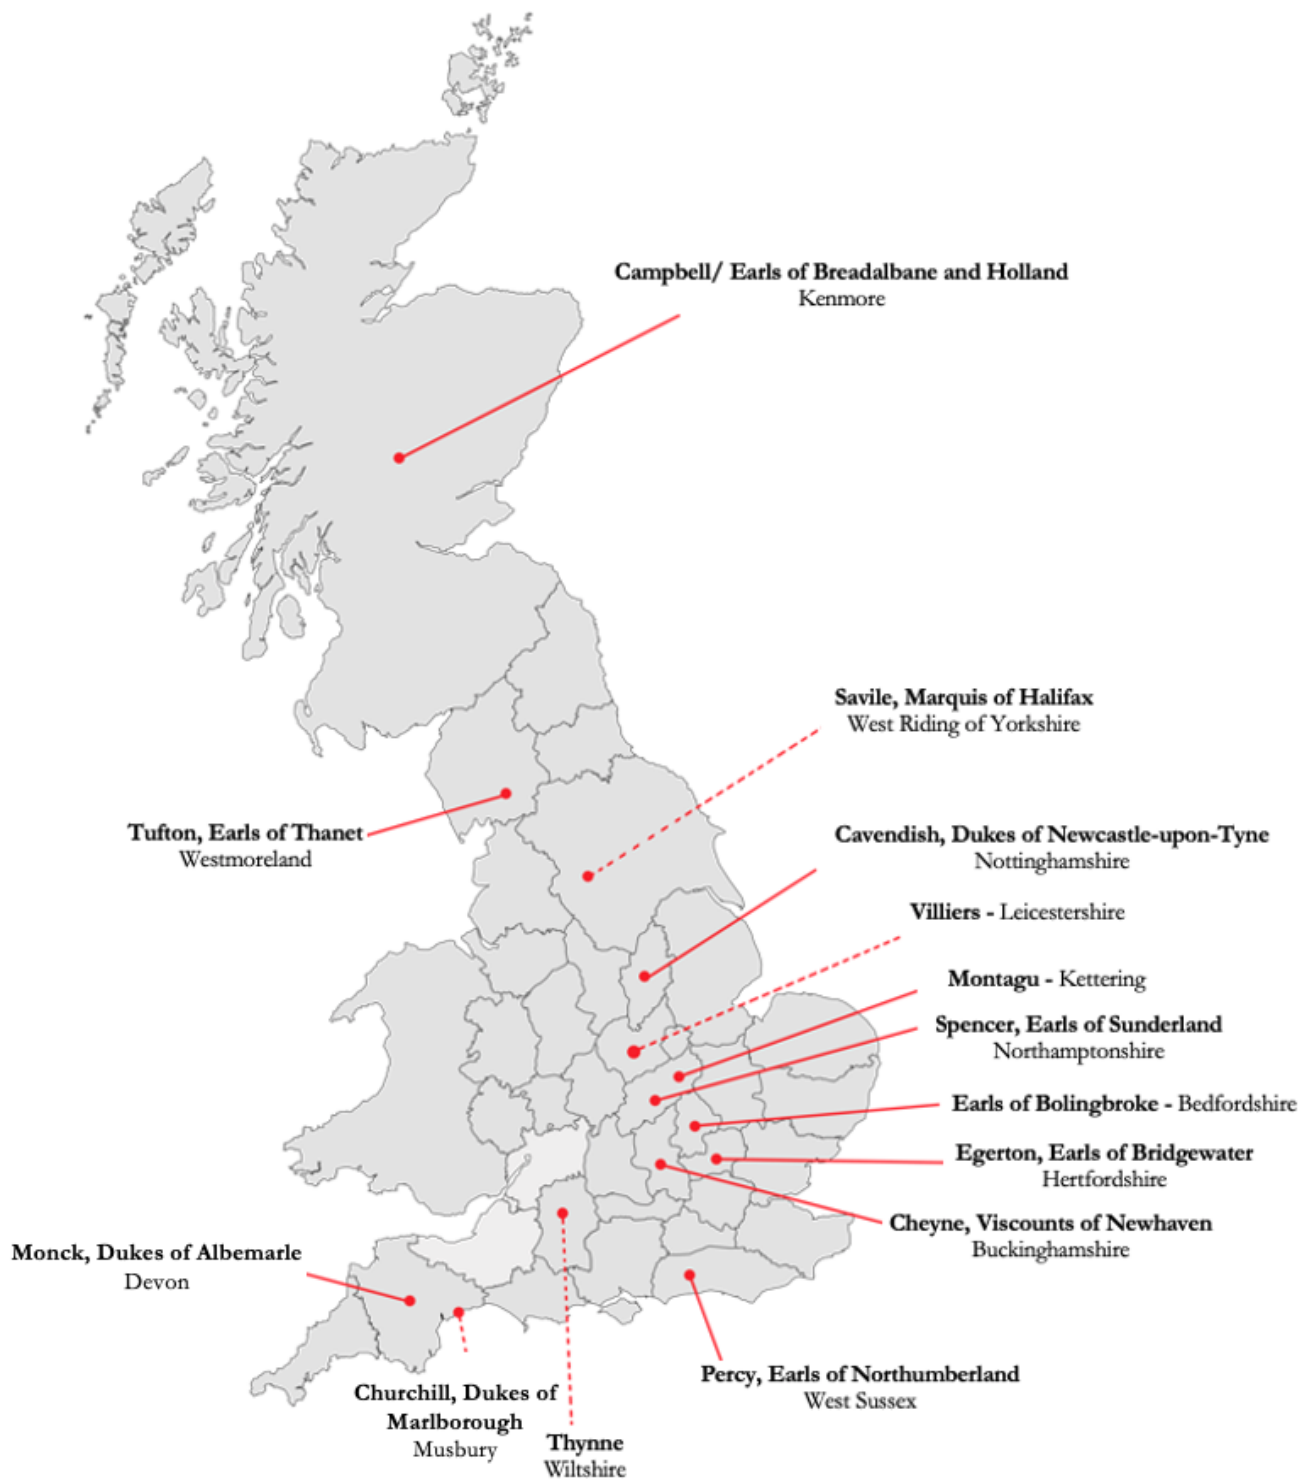 Campbell/ Earls of Breadalbane and Holland
Kenmore
Savile, Marquis of Halifax
West Riding of Yorkshire
Tufton, Earls of Thanet
Westmoreland
Cavendish, Dukes of Newcastle-upon-Tyne
Nottinghamshire
Villiers - Leicestershire
Montagu - Kettering
Spencer, Earls of Sunderland
Northamptonshire
Earls of Bolingbroke - Bedfordshire
Egerton, Earls of Bridgewater
Hertfordshire
Cheyne, Viscounts of Newhaven
Buckinghamshire
Monck, Dukes of Albemarle
Devon
Percy, Earls of Northumberland
West Sussex
Churchill, Dukes of
Marlborough
Musbury
Thynne
Wiltshire